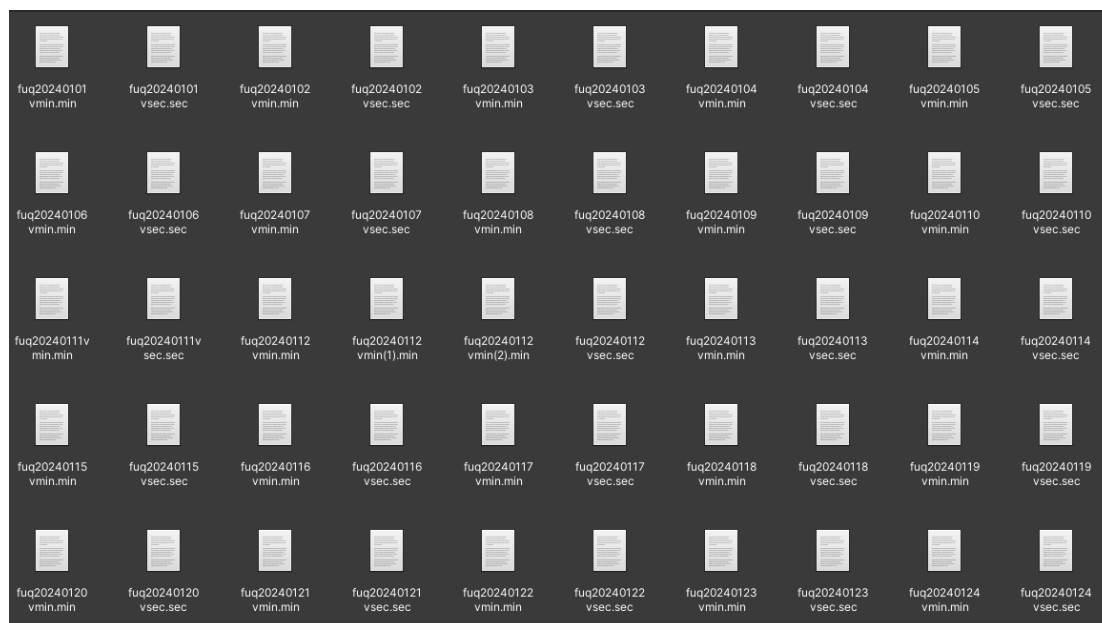 fuq20240101
vmin.min
fuq20240101
vsec.sec
fuq20240102
vmin.min
fuq20240102
vsec.sec
fuq20240103
vmin.min
fuq20240103
vsec.sec
fuq20240104
vmin.min
fuq20240104
vsec.sec
fuq20240105
vmin.min
fuq20240105
vsec.sec
fuq20240106
vmin.min
fuq20240106
vsec.sec
fuq20240107
vmin.min
fuq20240107
vsec.sec
fuq20240108
vmin.min
fuq20240108
vsec.sec
fuq20240109
vmin.min
fuq20240109
vsec.sec
fuq20240110
vmin.min
fuq20240110
vsec.sec
fuq20240111v
min.min
fuq20240111v
sec.sec
fuq20240112
vmin.min
fuq20240112
vmin(1).min
fuq20240112
vmin(2).min
fuq20240112
vsec.sec
fuq20240113
vmin.min
fuq20240113
vsec.sec
fuq20240114
vmin.min
fuq20240114
vsec.sec
fuq20240115
vmin.min
fuq20240115
vsec.sec
fuq20240116
vmin.min
fuq20240116
vsec.sec
fuq20240117
vmin.min
fuq20240117
vsec.sec
fuq20240118
vmin.min
fuq20240118
vsec.sec
fuq20240119
vmin.min
fuq20240119
vsec.sec
fuq20240120
vmin.min
fuq20240120
vsec.sec
fuq20240121
vmin.min
fuq20240121
vsec.sec
fuq20240122
vmin.min
fuq20240122
vsec.sec
fuq20240123
vmin.min
fuq20240123
vsec.sec
fuq20240124
vmin.min
fuq20240124
vsec.sec